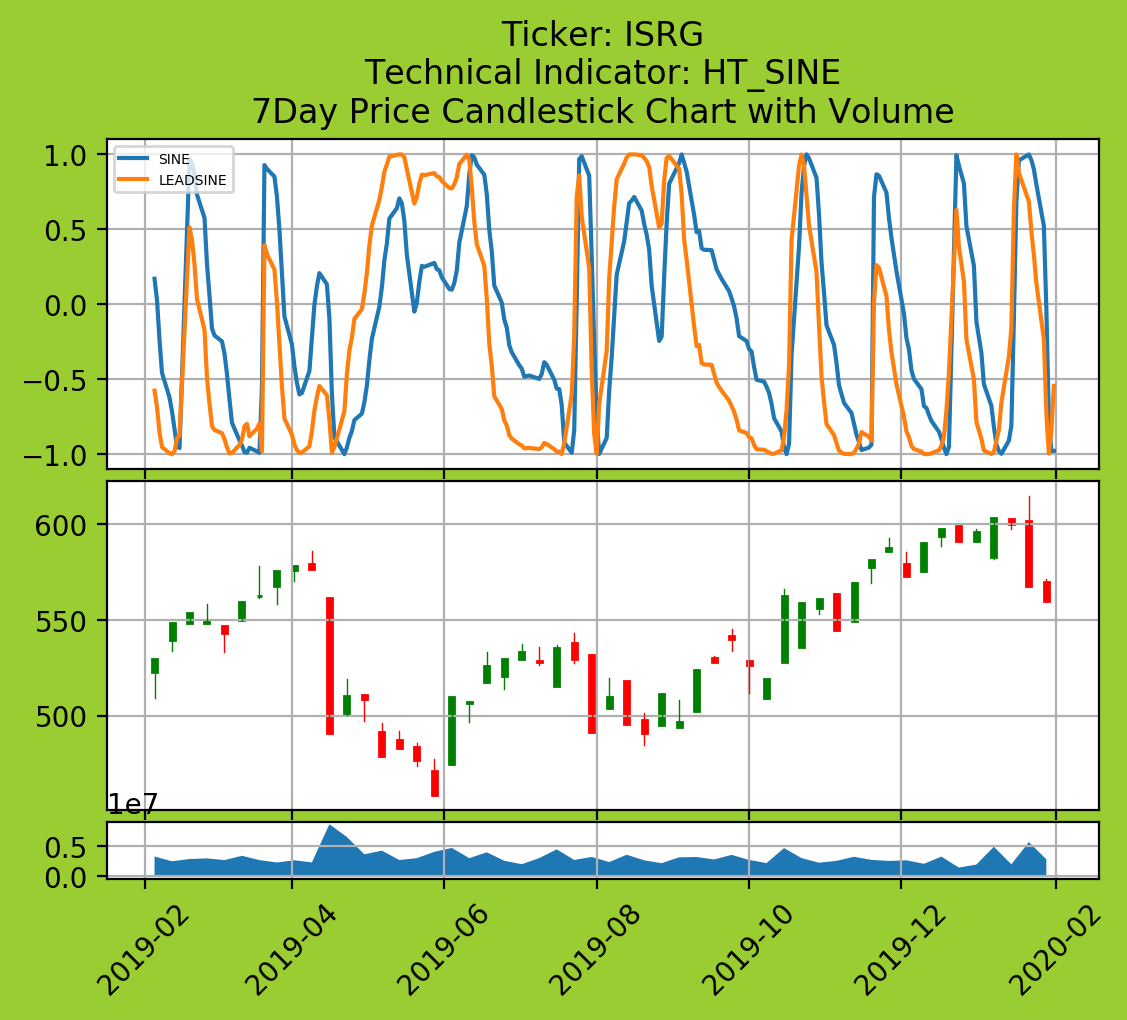 Ticker: ISRG
Technical Indicator: HT_SINE
7Day Price Candlestick Chart with Volume
SINE
LEADSINE
1.0
0.5
0.0
−0.5
−1.0
600
550
500
1e7
0.5
0.0
2019-02
2019-04
2019-06
2019-08
2019-10
2019-12
2020-02